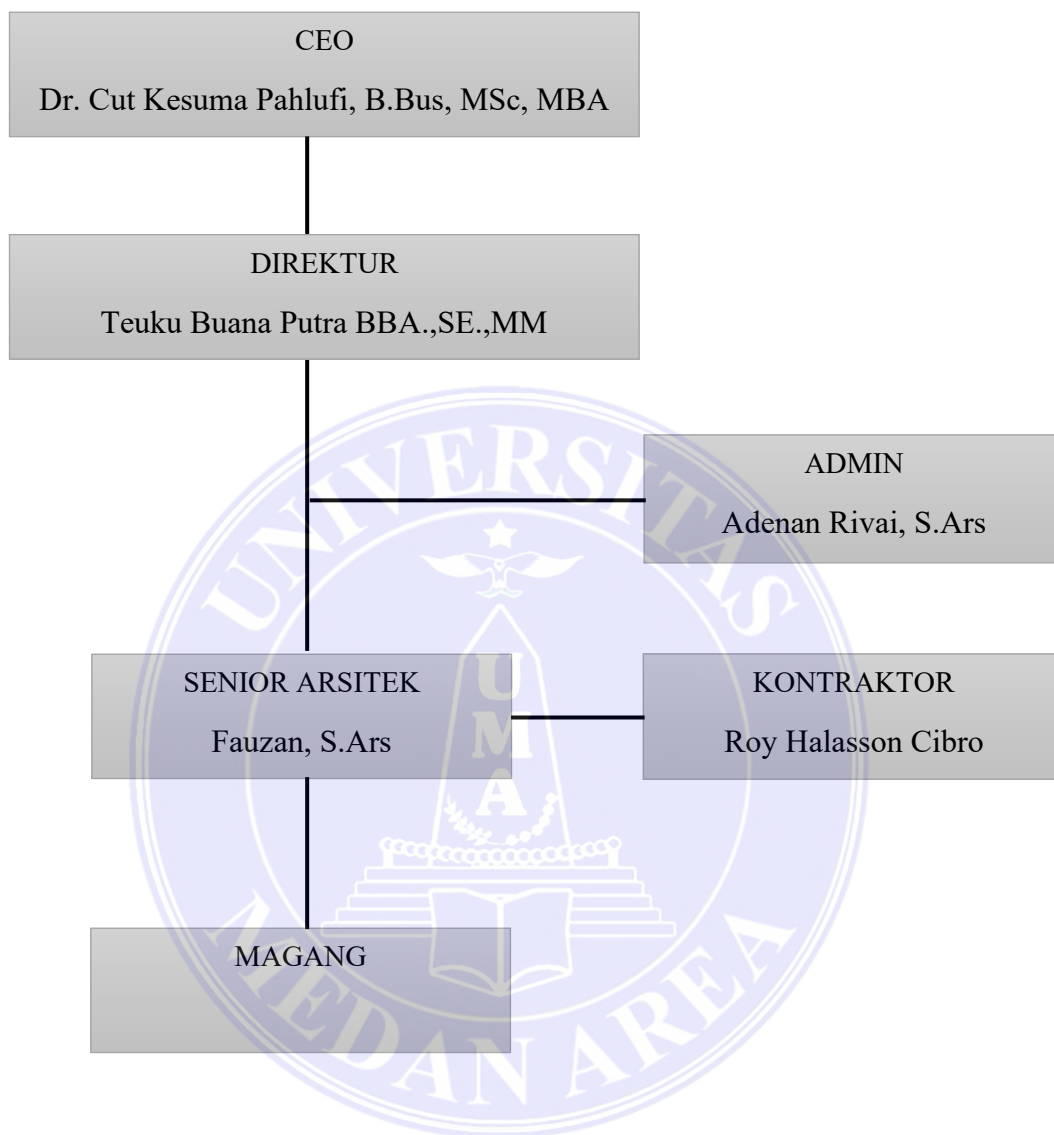 CEO
Dr. Cut Kesuma Pahlufi, B.Bus, MSc, MBA
DIREKTUR
Teuku Buana Putra BBA.,SE.,MM
ADMIN
Adenan Rivai, S.Ars
SENIOR ARSITEK
Fauzan, S.Ars
KONTRAKTOR
Roy Halasson Cibro
MAGANG
UNIVERSITAS
UMA
MEDAN AREA